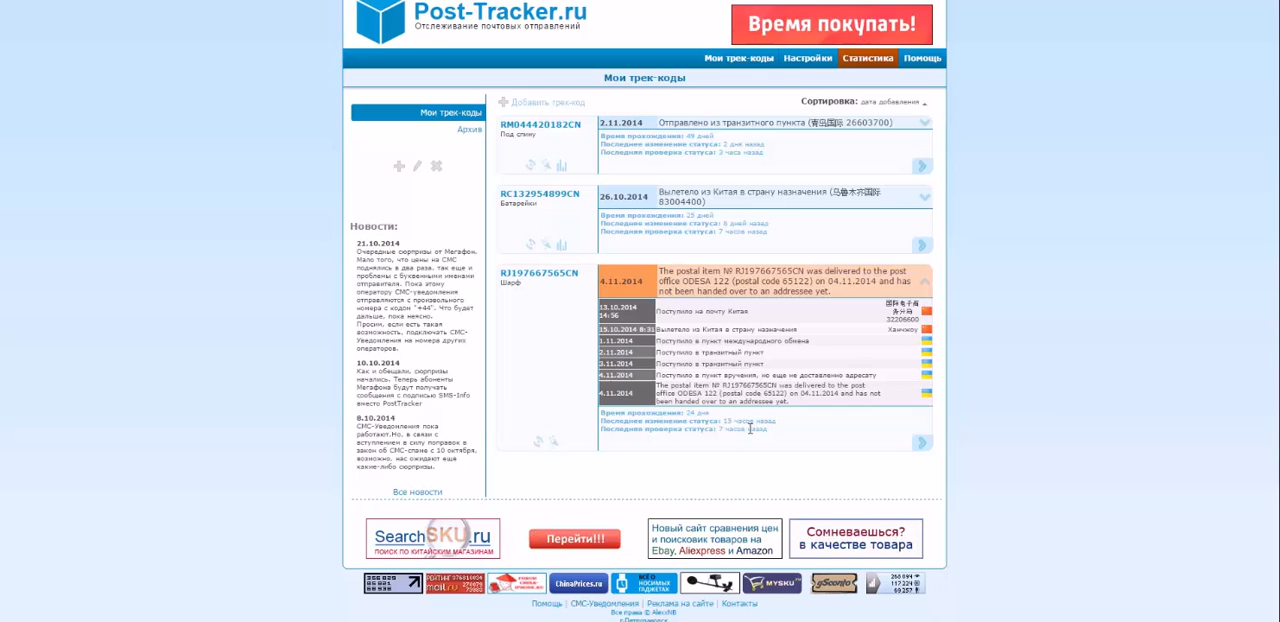 Post-Tracker.ru
Отслеживание почтовых отправлений
Время покупать!
Мои трек-коды Настройки Статистика Помощь
Мои трек-коды
Мои трек-коды
Архив
Новости:
21.10.2014
Очередные сюрпризы от Мегафон.
Мало того, что цены на СМС
поднялись в два раза, так еще и
проблемы с буквенными именами
отправителя. Пока этому
оператору СМС-уведомления
отправляются с произвольного
номера с кодом "+44". Что будет
дальше, пока неясно.
Просим, если есть такая
возможность, подключать СМС-
Уведомления на номера других
операторов.
10.10.2014
Как и обещали, сюрпризы
начались. Теперь абоненты
Мегафона будут получать
сообщения с подписью SMS-Info
вместо PostTracker
8.10.2014
СМС-Уведомления пока
работают.Но, в связи с
вступлением в силу поправок в
закон об СМС-спаме с 10 октября,
возможно, нас ожидают еще
какие-либо сюрпризы.
Все новости
Добавить трек-код
Сортировка: дата добавления
RM044420182CN
Под спину
2.11.2014 Отправлено из транзитного пункта (青岛国际 26603700)
Время прохождения: 49 дней
Последнее изменение статуса: 2 дня назад
Последняя проверка статуса: 3 часа назад
RC132954899CN
Батарейки
26.10.2014 Вылетело из Китая в страну назначения (乌鲁木齐国际
83004400)
Время прохождения: 25 дней
Последнее изменение статуса: 8 дней назад
Последняя проверка статуса: 7 часов назад
RJ197667565CN
Шарф
4.11.2014 The postal item № RJ197667565CN was delivered to the post
office ODESA 122 (postal code 65122) on 04.11.2014 and has
not been handed over to an addressee yet.
13.10.2014
14:56 Поступило на почту Китая 国际电子商
务分局
32206600
15.10.2014 8:31 Вылетело из Китая в страну назначения Ханчжоу
1.11.2014 Поступило в пункт международного обмена
2.11.2014 Поступило в транзитный пункт
3.11.2014 Поступило в транзитный пункт
4.11.2014 Поступило в пункт вручения, но еще не доставлено адресату
4.11.2014 The postal item № RJ197667565CN was delivered to the post
office ODESA 122 (postal code 65122) on 04.11.2014 and has
not been handed over to an addressee yet.
Время прохождения: 24 дня
Последнее изменение статуса: 15 часов назад
Последняя проверка статуса: 7 часов назад
SearchSKU.ru
ПОИСК ПО КИТАЙСКИМ МАГАЗИНАМ
Перейти!!!
Новый сайт сравнения цен
и поисковик товаров на
Ebay, Aliexpress и Amazon
Сомневаешься?
в качестве товара
ChinaPrices.ru
ВСЁ О
НОСИМЫХ
ГАДЖЕТАХ
MYSKU
Помощь | СМС-Уведомления | Реклама на сайте | Контакты
Все права © AlexxNB
г.Петрозаводск